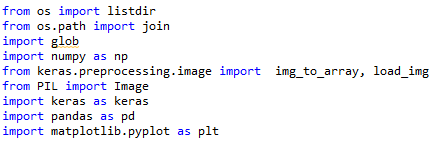 from os import listdir
from os.path import join
import glob
import numpy as np
from keras.preprocessing.image import  img_to_array, load_img
from PIL import Image
import keras as keras
import pandas as pd
import matplotlib.pyplot as plt